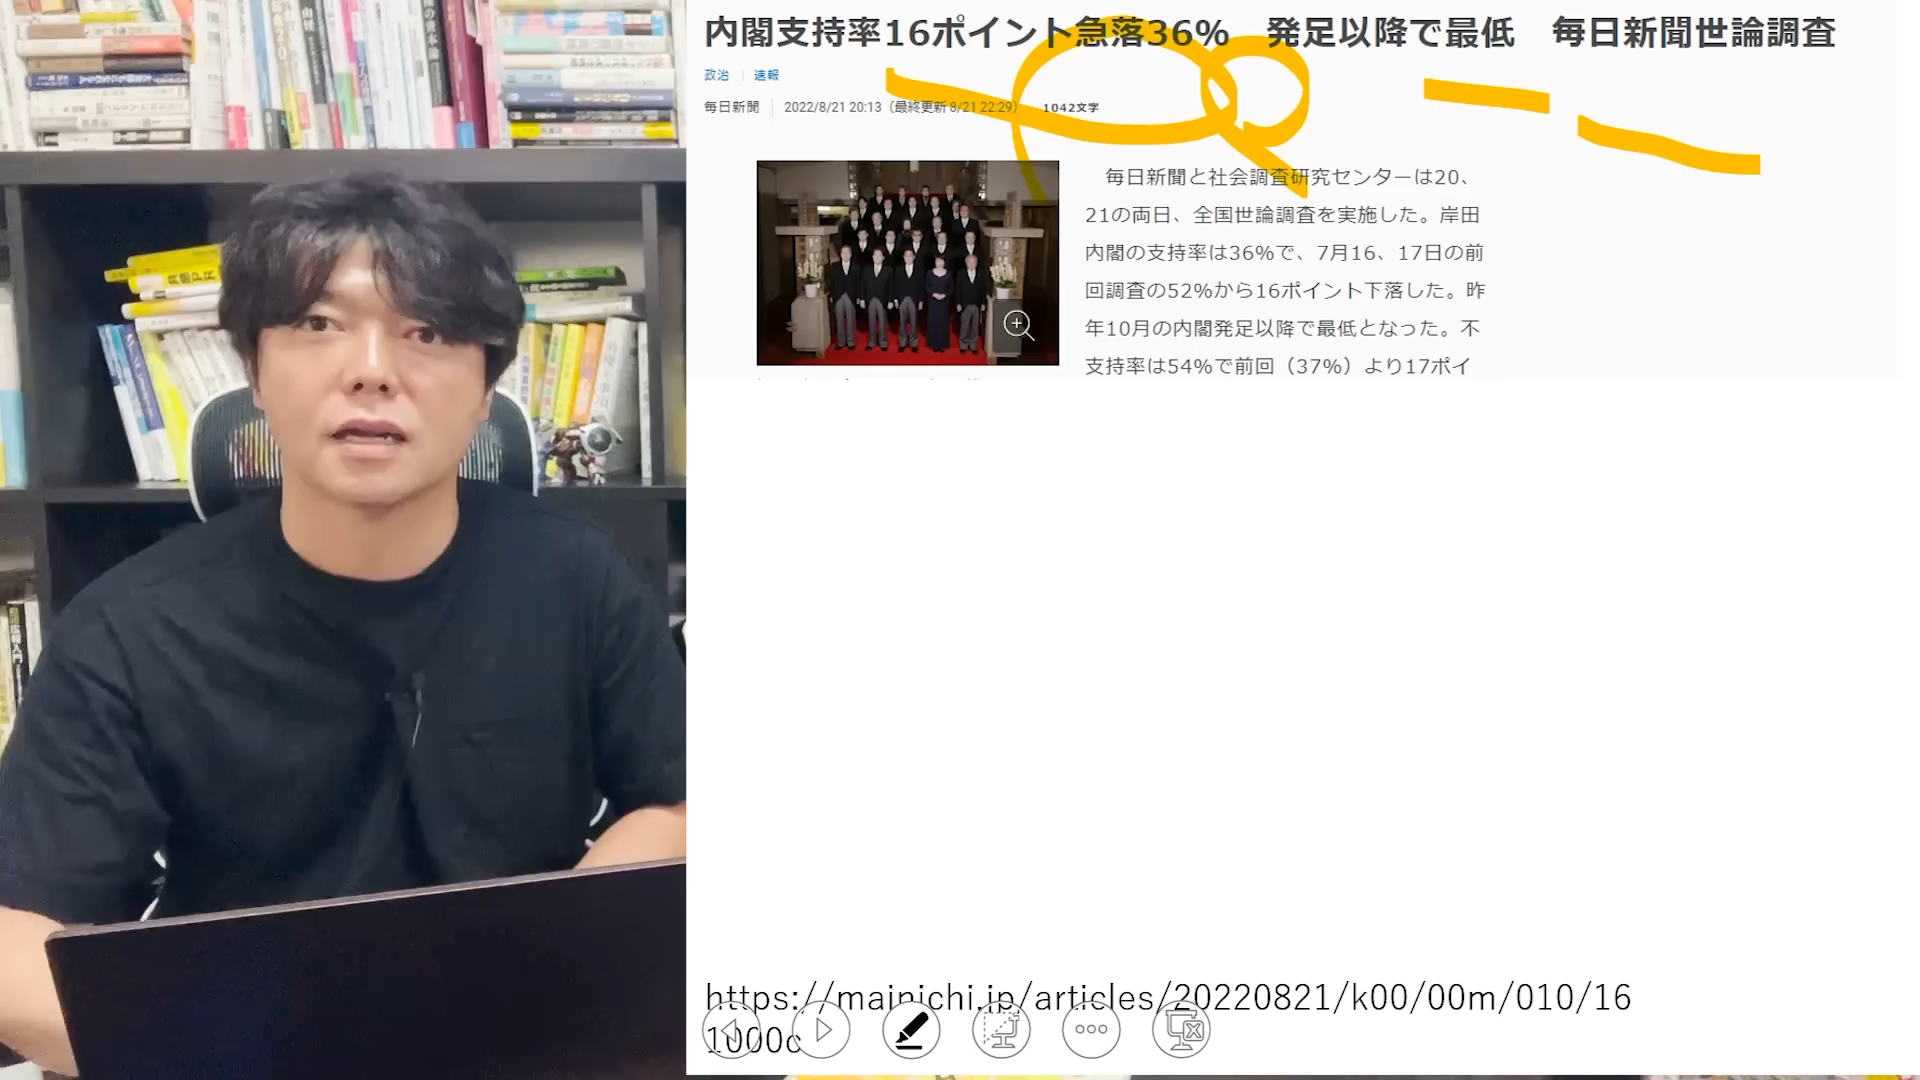 内閣支持率16ポイント急落36%　発足以降で最低　毎日新聞世論調査
政治 | 速報
毎日新聞 | 2022/8/21 20:13（最終更新 8/21 22:29） 1042文字
毎日新聞と社会調査研究センターは20、
21の両日、全国世論調査を実施した。岸田
内閣の支持率は36%で、7月16、17日の前
回調査の52%から16ポイント下落した。昨
年10月の内閣発足以降で最低となった。不
支持率は54%で前回（37%）より17ポイ
https://mainichi.jp/articles/20220821/k00/00m/010/16
1000c